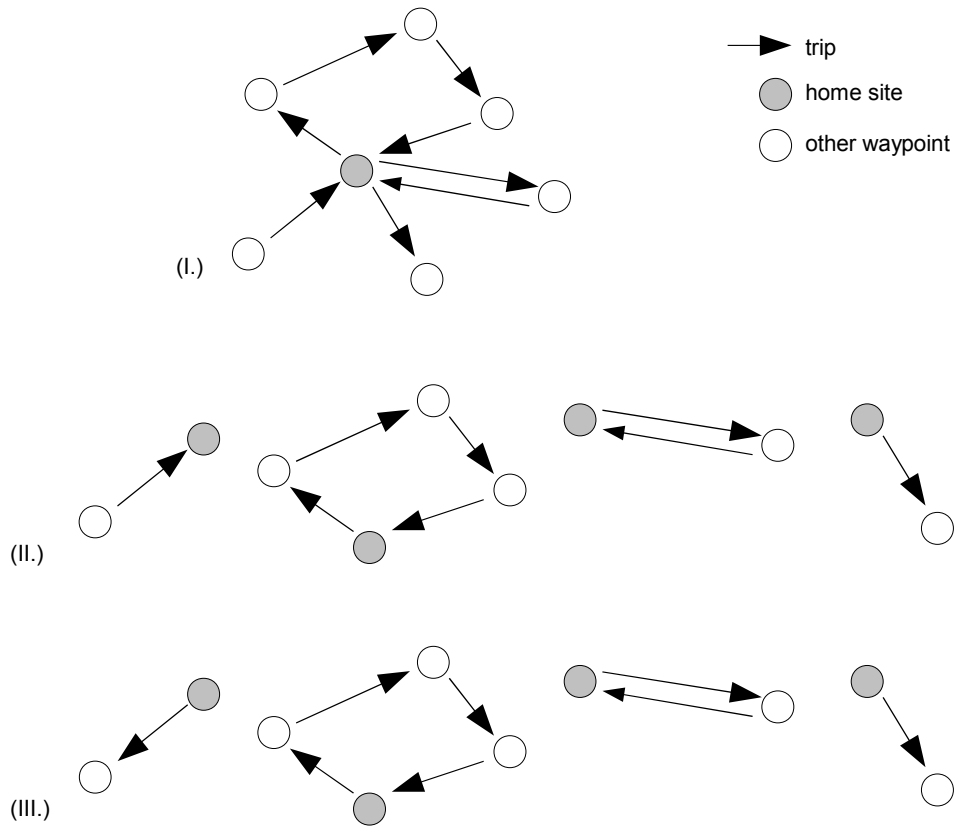 trip
home site
other waypoint
(I.)
(II.)
(III.)